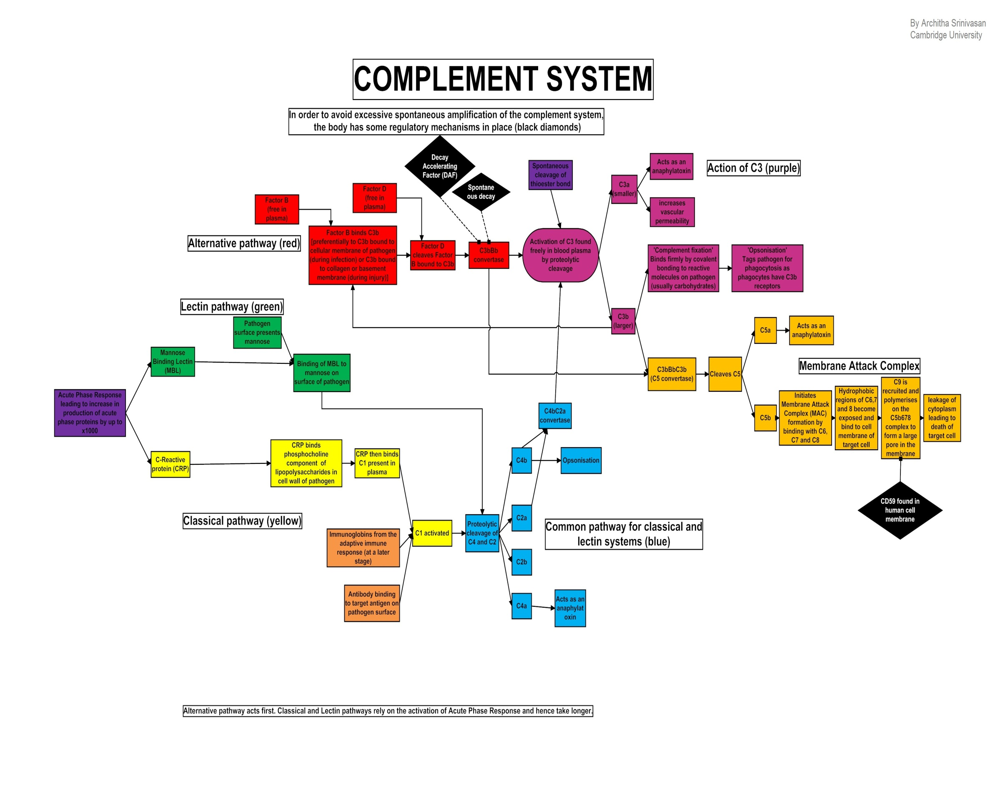 By Architha Srinivasan
Cambridge University
COMPLEMENT SYSTEM
In order to avoid excessive spontaneous amplification of the complement system,
the body has some regulatory mechanisms in place (black diamonds)
Decay
Accelerating
Factor (DAF)
Spontane
ous decay
Spontaneous
cleavage of
thioester bond
Acts as an
anaphylatoxin
Action of C3 (purple)
C3a
(smaller)
increases
vascular
permeability
Factor D
(free in
plasma)
Factor B
(free in
plasma)
Alternative pathway (red)
Factor B binds C3b
[preferentially to C3b bound to
cellular membrane of pathogen
(during infection) or C3b bound
to collagen or basement
membrane (during injury)]
Factor D
cleaves Factor
B bound to C3b
C3bBb
convertase
Activation of C3 found
freely in blood plasma
by proteolytic
cleavage
'Complement fixation'
Binds firmly by covalent
bonding to reactive
molecules on pathogen
(usually carbohydrates)
'Opsonisation'
Tags pathogen for
phagocytosis as
phagocytes have C3b
receptors
Lectin pathway (green)
Pathogen
surface presents
mannose
C3b
(larger)
C5a
Acts as an
anaphylatoxin
Mannose
Binding Lectin
(MBL)
Binding of MBL to
mannose on
surface of pathogen
C3bBbC3b
(C5 convertase)
Cleaves C5
Membrane Attack Complex
Acute Phase Response
leading to increase in
production of acute
phase proteins by up to
x1000
C4bC2a
convertase
C5b
Initiates
Membrane Attack
Complex (MAC)
formation by
binding with C6,
C7 and C8
Hydrophobic
regions of C6,7
and 8 become
exposed and
bind to cell
membrane of
target cell
C9 is
recruited and
polymerises
on the
C5b678
complex to
form a large
pore in the
membrane
leakage of
cytoplasm
leading to
death of
target cell
C-Reactive
protein (CRP)
CRP binds
phosphocholine
component of
lipopolysaccharides in
cell wall of pathogen
CRP then binds
C1 present in
plasma
C4b
Opsonisation
CD59 found in
human cell
membrane
Classical pathway (yellow)
Immunoglobins from the
adaptive immune
response (at a later
stage)
C1 activated
Proteolytic
cleavage of
C4 and C2
C2a
Common pathway for classical and
lectin systems (blue)
C2b
Antibody binding
to target antigen on
pathogen surface
C4a
Acts as an
anaphylat
oxin
Alternative pathway acts first. Classical and Lectin pathways rely on the activation of Acute Phase Response and hence take longer.